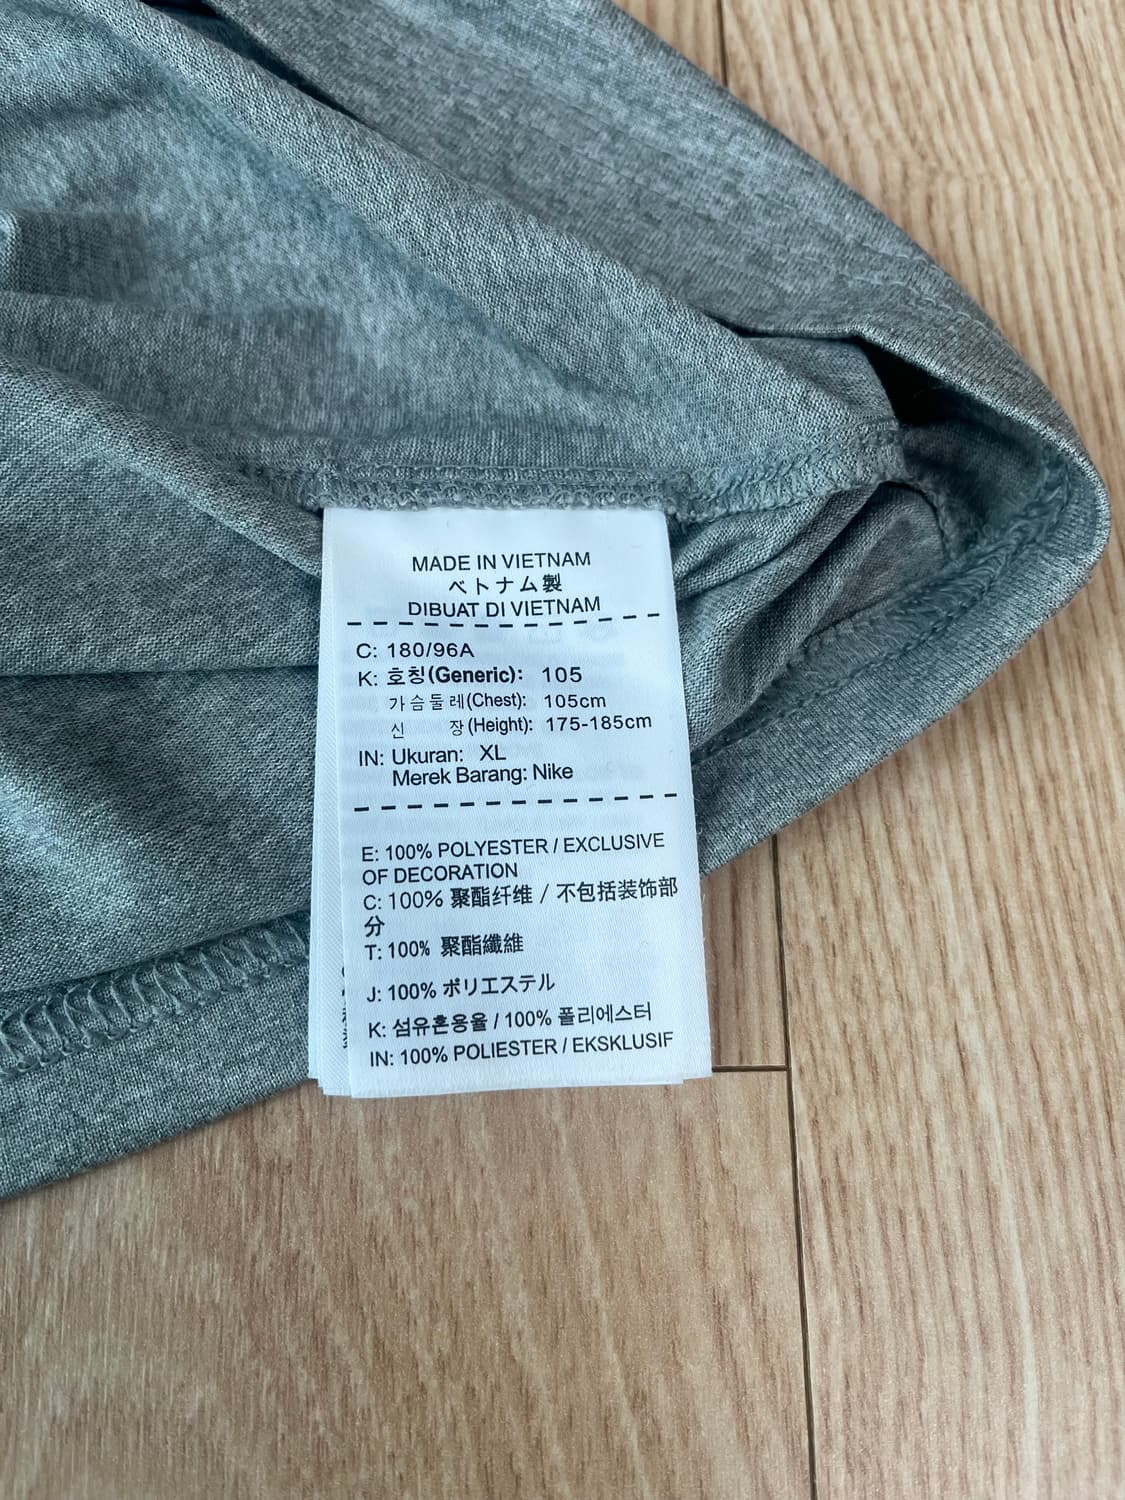 MADE IN VIETNAM
ベトナム製
DIBUAT DI VIETNAM
C: 180/96A
K: 호칭(Generic): 105
가슴둘레(Chest): 105cm
신 장(Height): 175-185cm
IN: Ukuran: XL
Merek Barang: Nike
E: 100% POLYESTER / EXCLUSIVE
OF DECORATION
C: 100% 聚酯纤维 / 不包括装饰部
分
T: 100% 聚酯纖維
J: 100% ポリエステル
K: 섬유혼용율 / 100% 폴리에스터
IN: 100% POLIESTER / EKSKLUSIF